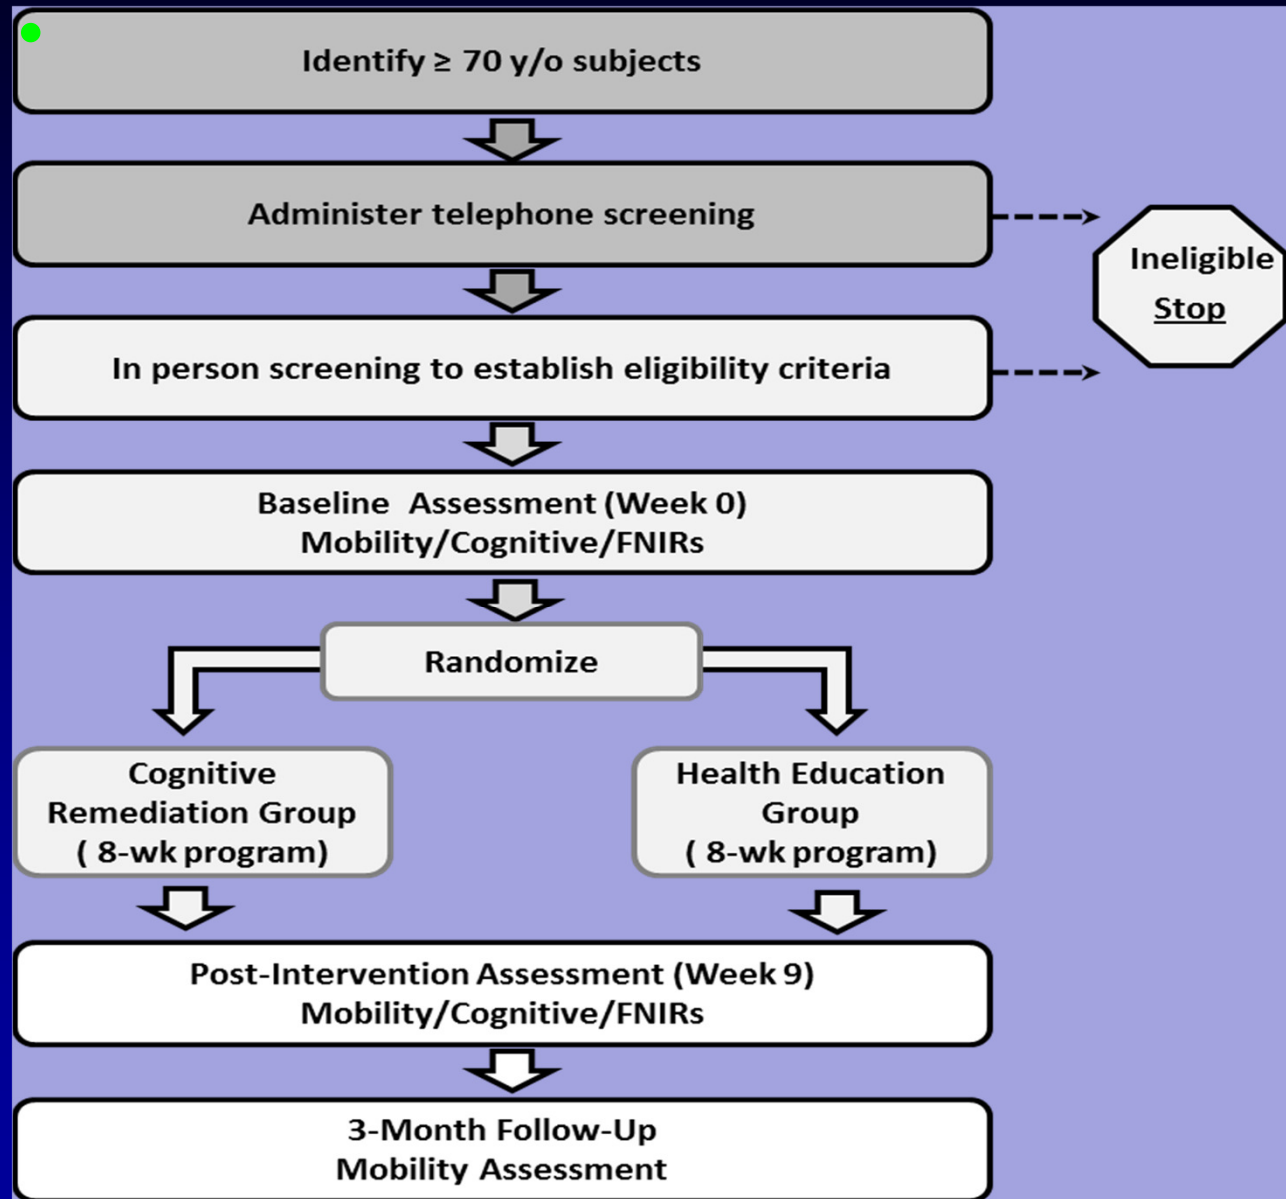 Identify ≥ 70 y/o subjects
Administer telephone screening
Ineligible
Stop
In person screening to establish eligibility criteria
Baseline Assessment (Week 0)
Mobility/Cognitive/FNIRs
Randomize
Cognitive
Remediation Group
( 8-wk program)
Health Education
Group
( 8-wk program)
Post-Intervention Assessment (Week 9)
Mobility/Cognitive/FNIRs
3-Month Follow-Up
Mobility Assessment